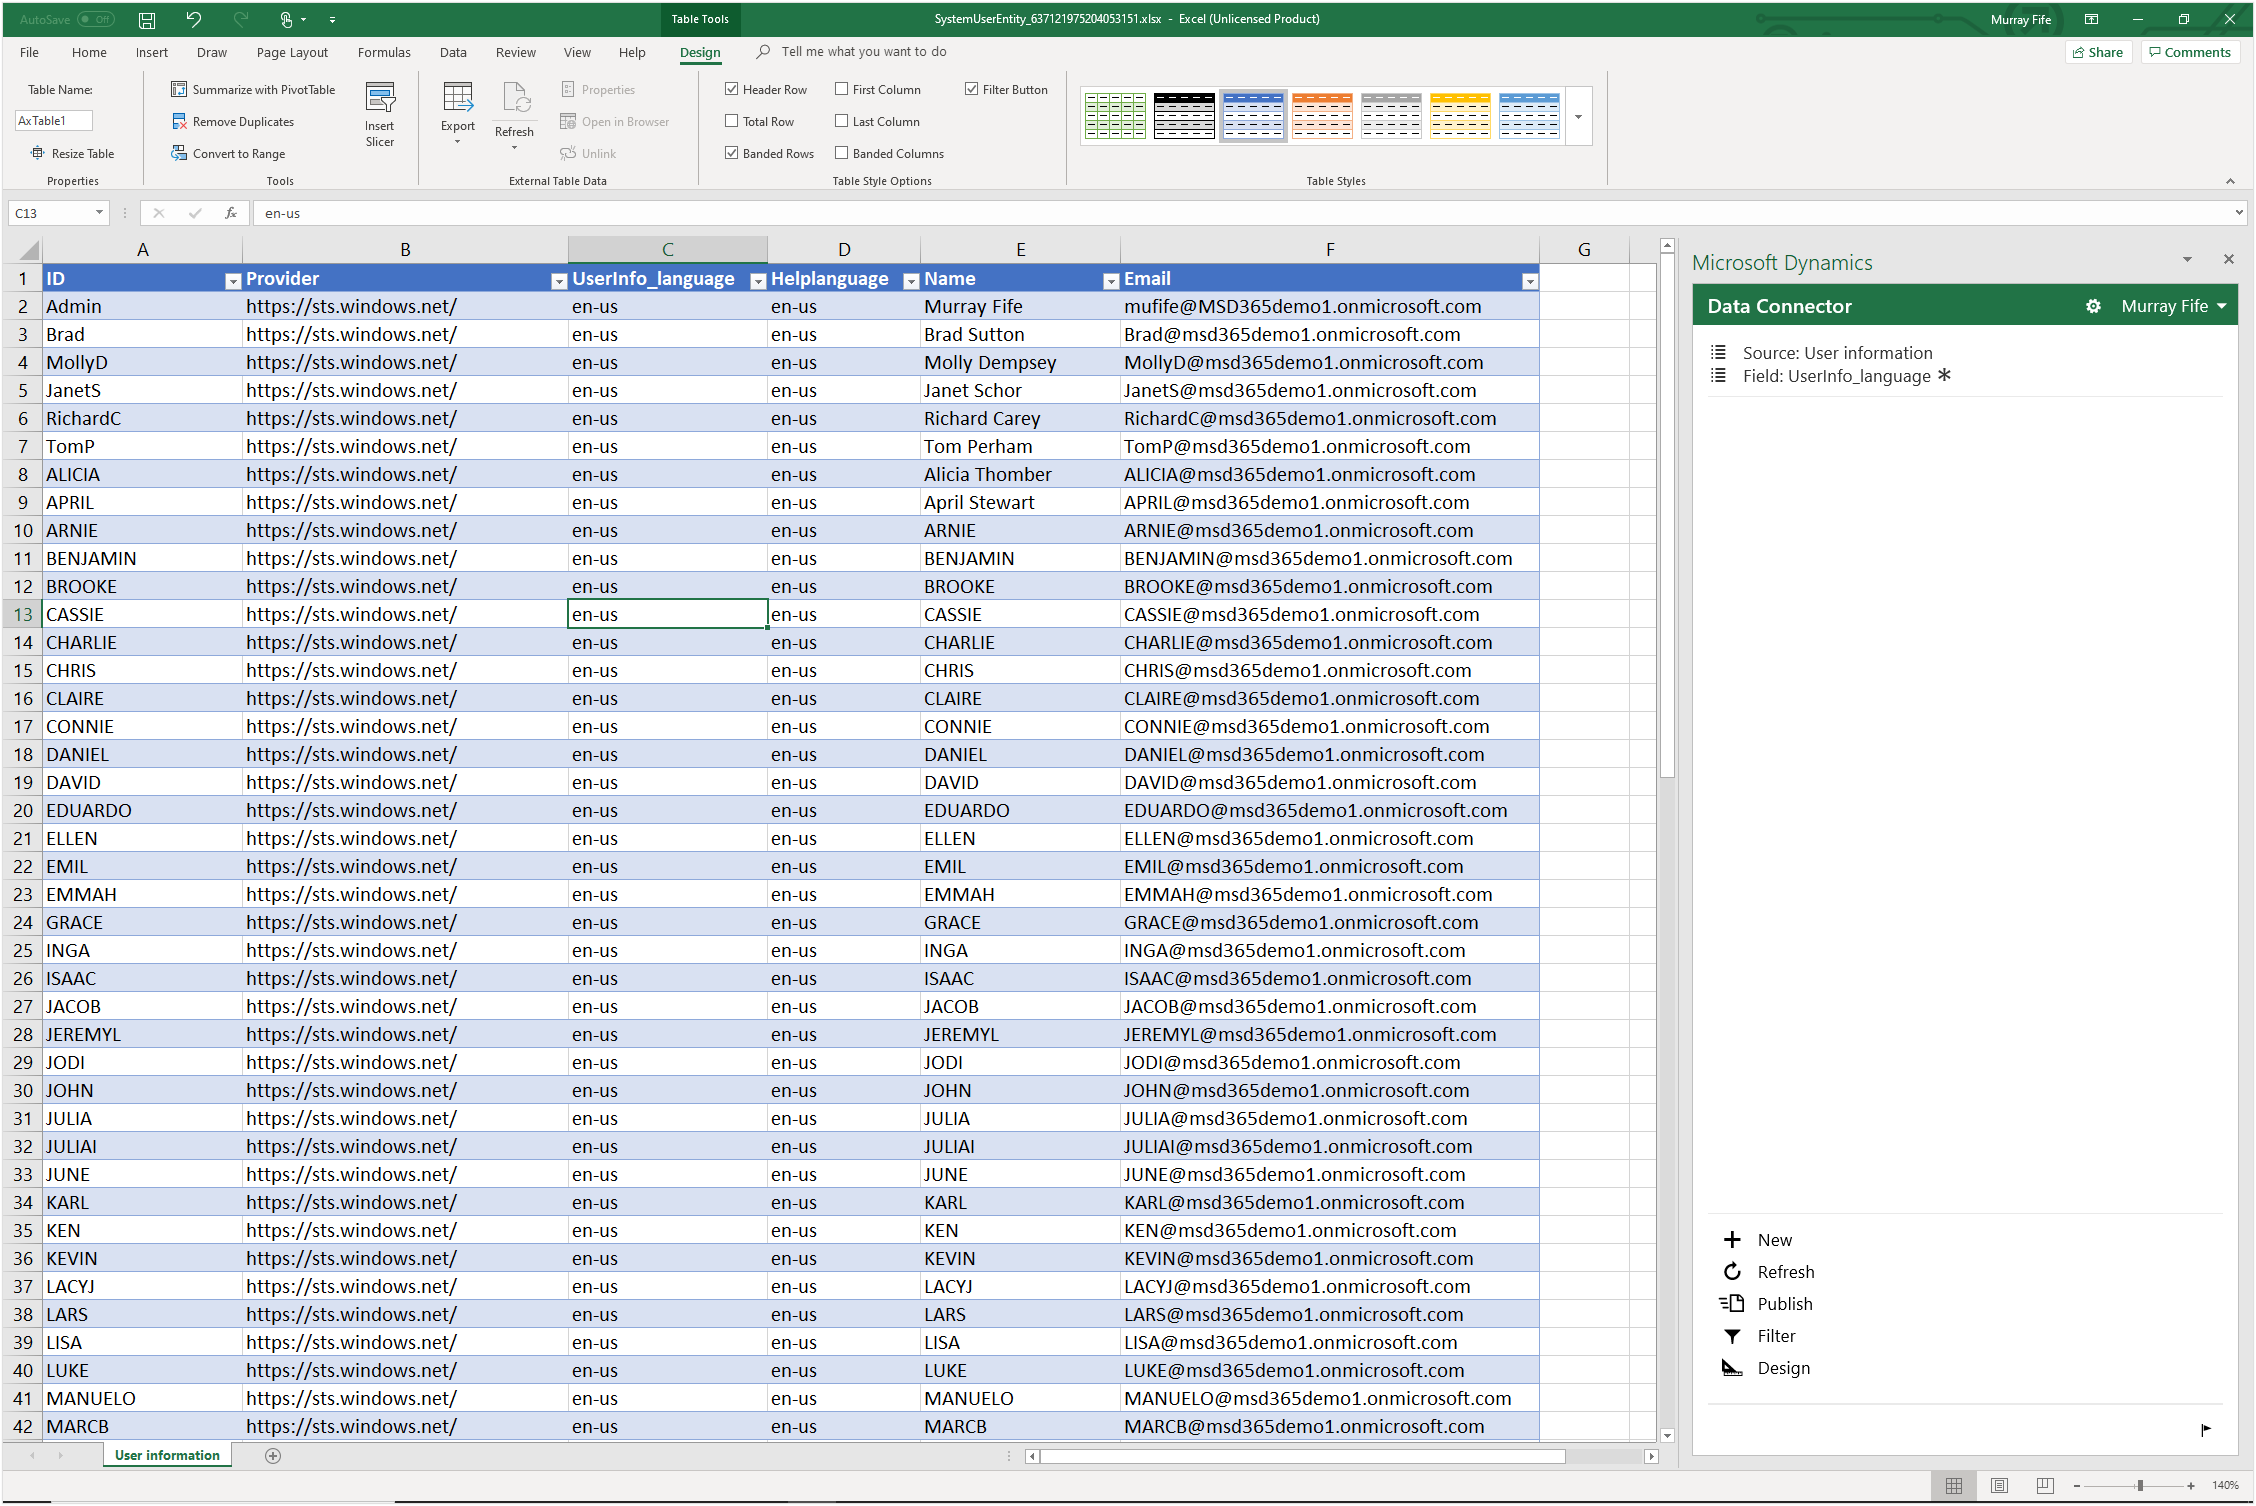 AutoSave Off
Table Tools
SystemUserEntity_637121975204053151.xlsx - Excel (Unlicensed Product)
Murray Fife
File Home Insert Draw Page Layout Formulas Data Review View Help Design Tell me what you want to do
Share Comments
Table Name:
AxTable1
Resize Table
Properties
Summarize with PivotTable
Remove Duplicates
Convert to Range
Insert
Slicer
Tools
Export
Refresh
Properties
Open in Browser
Unlink
External Table Data
Header Row First Column Filter Button
Total Row Last Column
Banded Rows Banded Columns
Table Style Options
Table Styles
C13 fx en-us
A B C D E F G
1 ID Provider UserInfo_language Helplanguage Name Email
2 Admin https://sts.windows.net/ en-us en-us Murray Fife mufife@MSD365demo1.onmicrosoft.com
3 Brad https://sts.windows.net/ en-us en-us Brad Sutton Brad@msd365demo1.onmicrosoft.com
4 MollyD https://sts.windows.net/ en-us en-us Molly Dempsey MollyD@msd365demo1.onmicrosoft.com
5 JanetS https://sts.windows.net/ en-us en-us Janet Schor JanetS@msd365demo1.onmicrosoft.com
6 RichardC https://sts.windows.net/ en-us en-us Richard Carey RichardC@msd365demo1.onmicrosoft.com
7 TomP https://sts.windows.net/ en-us en-us Tom Perham TomP@msd365demo1.onmicrosoft.com
8 ALICIA https://sts.windows.net/ en-us en-us Alicia Thomber ALICIA@msd365demo1.onmicrosoft.com
9 APRIL https://sts.windows.net/ en-us en-us April Stewart APRIL@msd365demo1.onmicrosoft.com
10 ARNIE https://sts.windows.net/ en-us en-us ARNIE ARNIE@msd365demo1.onmicrosoft.com
11 BENJAMIN https://sts.windows.net/ en-us en-us BENJAMIN BENJAMIN@msd365demo1.onmicrosoft.com
12 BROOKE https://sts.windows.net/ en-us en-us BROOKE BROOKE@msd365demo1.onmicrosoft.com
13 CASSIE https://sts.windows.net/ en-us en-us CASSIE CASSIE@msd365demo1.onmicrosoft.com
14 CHARLIE https://sts.windows.net/ en-us en-us CHARLIE CHARLIE@msd365demo1.onmicrosoft.com
15 CHRIS https://sts.windows.net/ en-us en-us CHRIS CHRIS@msd365demo1.onmicrosoft.com
16 CLAIRE https://sts.windows.net/ en-us en-us CLAIRE CLAIRE@msd365demo1.onmicrosoft.com
17 CONNIE https://sts.windows.net/ en-us en-us CONNIE CONNIE@msd365demo1.onmicrosoft.com
18 DANIEL https://sts.windows.net/ en-us en-us DANIEL DANIEL@msd365demo1.onmicrosoft.com
19 DAVID https://sts.windows.net/ en-us en-us DAVID DAVID@msd365demo1.onmicrosoft.com
20 EDUARDO https://sts.windows.net/ en-us en-us EDUARDO EDUARDO@msd365demo1.onmicrosoft.com
21 ELLEN https://sts.windows.net/ en-us en-us ELLEN ELLEN@msd365demo1.onmicrosoft.com
22 EMIL https://sts.windows.net/ en-us en-us EMIL EMIL@msd365demo1.onmicrosoft.com
23 EMMAH https://sts.windows.net/ en-us en-us EMMAH EMMAH@msd365demo1.onmicrosoft.com
24 GRACE https://sts.windows.net/ en-us en-us GRACE GRACE@msd365demo1.onmicrosoft.com
25 INGA https://sts.windows.net/ en-us en-us INGA INGA@msd365demo1.onmicrosoft.com
26 ISAAC https://sts.windows.net/ en-us en-us ISAAC ISAAC@msd365demo1.onmicrosoft.com
27 JACOB https://sts.windows.net/ en-us en-us JACOB JACOB@msd365demo1.onmicrosoft.com
28 JEREMYL https://sts.windows.net/ en-us en-us JEREMYL JEREMYL@msd365demo1.onmicrosoft.com
29 JODI https://sts.windows.net/ en-us en-us JODI JODI@msd365demo1.onmicrosoft.com
30 JOHN https://sts.windows.net/ en-us en-us JOHN JOHN@msd365demo1.onmicrosoft.com
31 JULIA https://sts.windows.net/ en-us en-us JULIA JULIA@msd365demo1.onmicrosoft.com
32 JULIAI https://sts.windows.net/ en-us en-us JULIAI JULIAI@msd365demo1.onmicrosoft.com
33 JUNE https://sts.windows.net/ en-us en-us JUNE JUNE@msd365demo1.onmicrosoft.com
34 KARL https://sts.windows.net/ en-us en-us KARL KARL@msd365demo1.onmicrosoft.com
35 KEN https://sts.windows.net/ en-us en-us KEN KEN@msd365demo1.onmicrosoft.com
36 KEVIN https://sts.windows.net/ en-us en-us KEVIN KEVIN@msd365demo1.onmicrosoft.com
37 LACYJ https://sts.windows.net/ en-us en-us LACYJ LACYJ@msd365demo1.onmicrosoft.com
38 LARS https://sts.windows.net/ en-us en-us LARS LARS@msd365demo1.onmicrosoft.com
39 LISA https://sts.windows.net/ en-us en-us LISA LISA@msd365demo1.onmicrosoft.com
40 LUKE https://sts.windows.net/ en-us en-us LUKE LUKE@msd365demo1.onmicrosoft.com
41 MANUELO https://sts.windows.net/ en-us en-us MANUELO MANUELO@msd365demo1.onmicrosoft.com
42 MARCB https://sts.windows.net/ en-us en-us MARCB MARCB@msd365demo1.onmicrosoft.com
Microsoft Dynamics
Data Connector Murray Fife
Source: User information
Field: UserInfo_language *
New
Refresh
Publish
Filter
Design
User information
140%